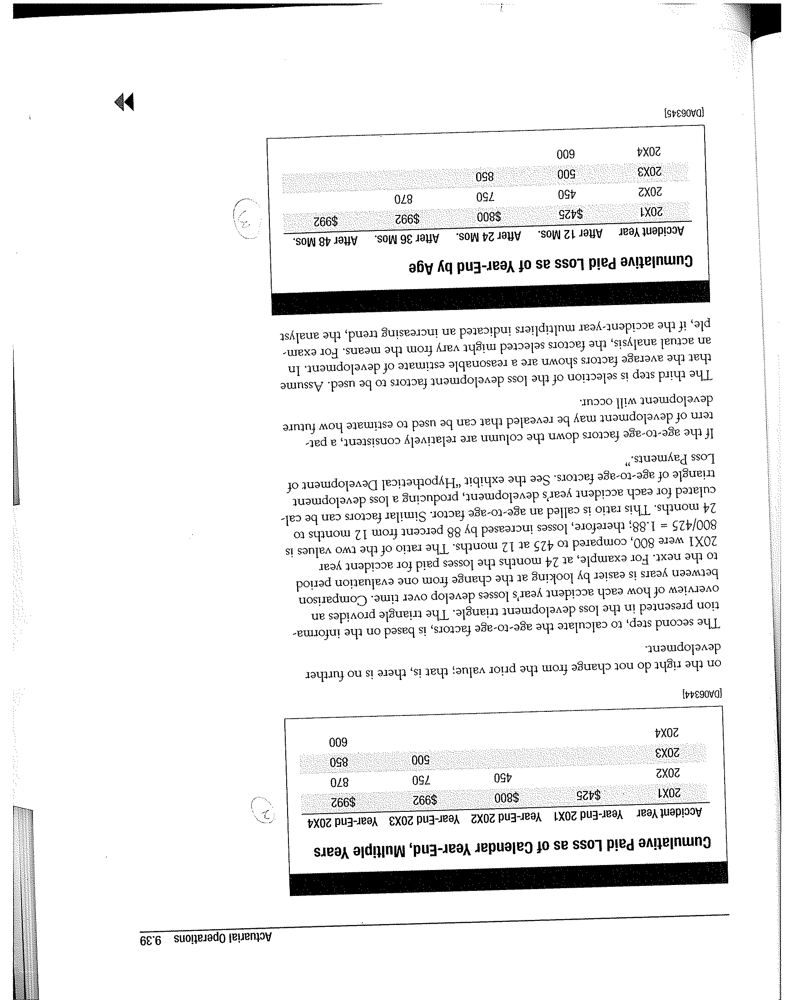 Actuarial Operations 9.39
Cumulative Paid Loss as of Calendar Year-End, Multiple Years
Accident Year Year-End 20X1 Year-End 20X2 Year-End 20X3 Year-End 20X4
20X1 $425 $800 $992 $992
20X2 450 750 870
20X3 500 850
20X4 600
2
[DA06344]
on the right do not change from the prior value; that is, there is no further
development.
The second step, to calculate the age-to-age factors, is based on the informa-
tion presented in the loss development triangle. The triangle provides an
overview of how each accident year's losses develop over time. Comparison
between years is easier by looking at the change from one evaluation period
to the next. For example, at 24 months the losses paid for accident year
20X1 were 800, compared to 425 at 12 months. The ratio of the two values is
800/425 = 1.88; therefore, losses increased by 88 percent from 12 months to
24 months. This ratio is called an age-to-age factor. Similar factors can be cal-
culated for each accident year's development, producing a loss development
triangle of age-to-age factors. See the exhibit "Hypothetical Development of
Loss Payments."
If the age-to-age factors down the column are relatively consistent, a pat-
tern of development may be revealed that can be used to estimate how future
development will occur.
The third step is selection of the loss development factors to be used. Assume
that the average factors shown are a reasonable estimate of development. In
an actual analysis, the factors selected might vary from the means. For exam-
ple, if the accident-year multipliers indicated an increasing trend, the analyst
Cumulative Paid Loss as of Year-End by Age
Accident Year After 12 Mos. After 24 Mos. After 36 Mos. After 48 Mos.
20X1 $425 $800 $992 $992
20X2 450 750 870
20X3 500 850
20X4 600
3
[DA06345]